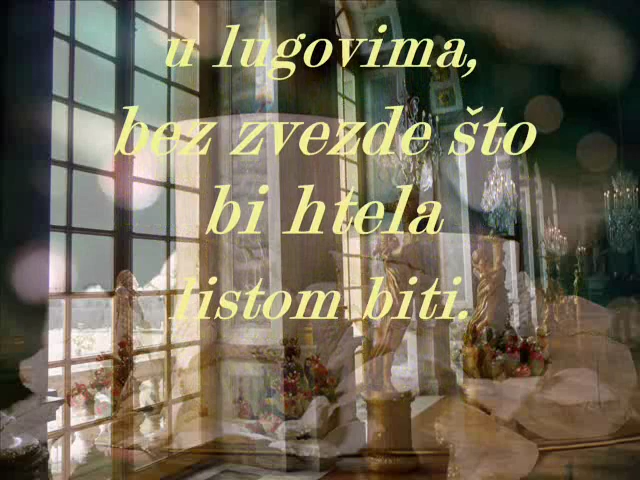 u lugovima,
bez zvezde što
bi htela
listom biti.